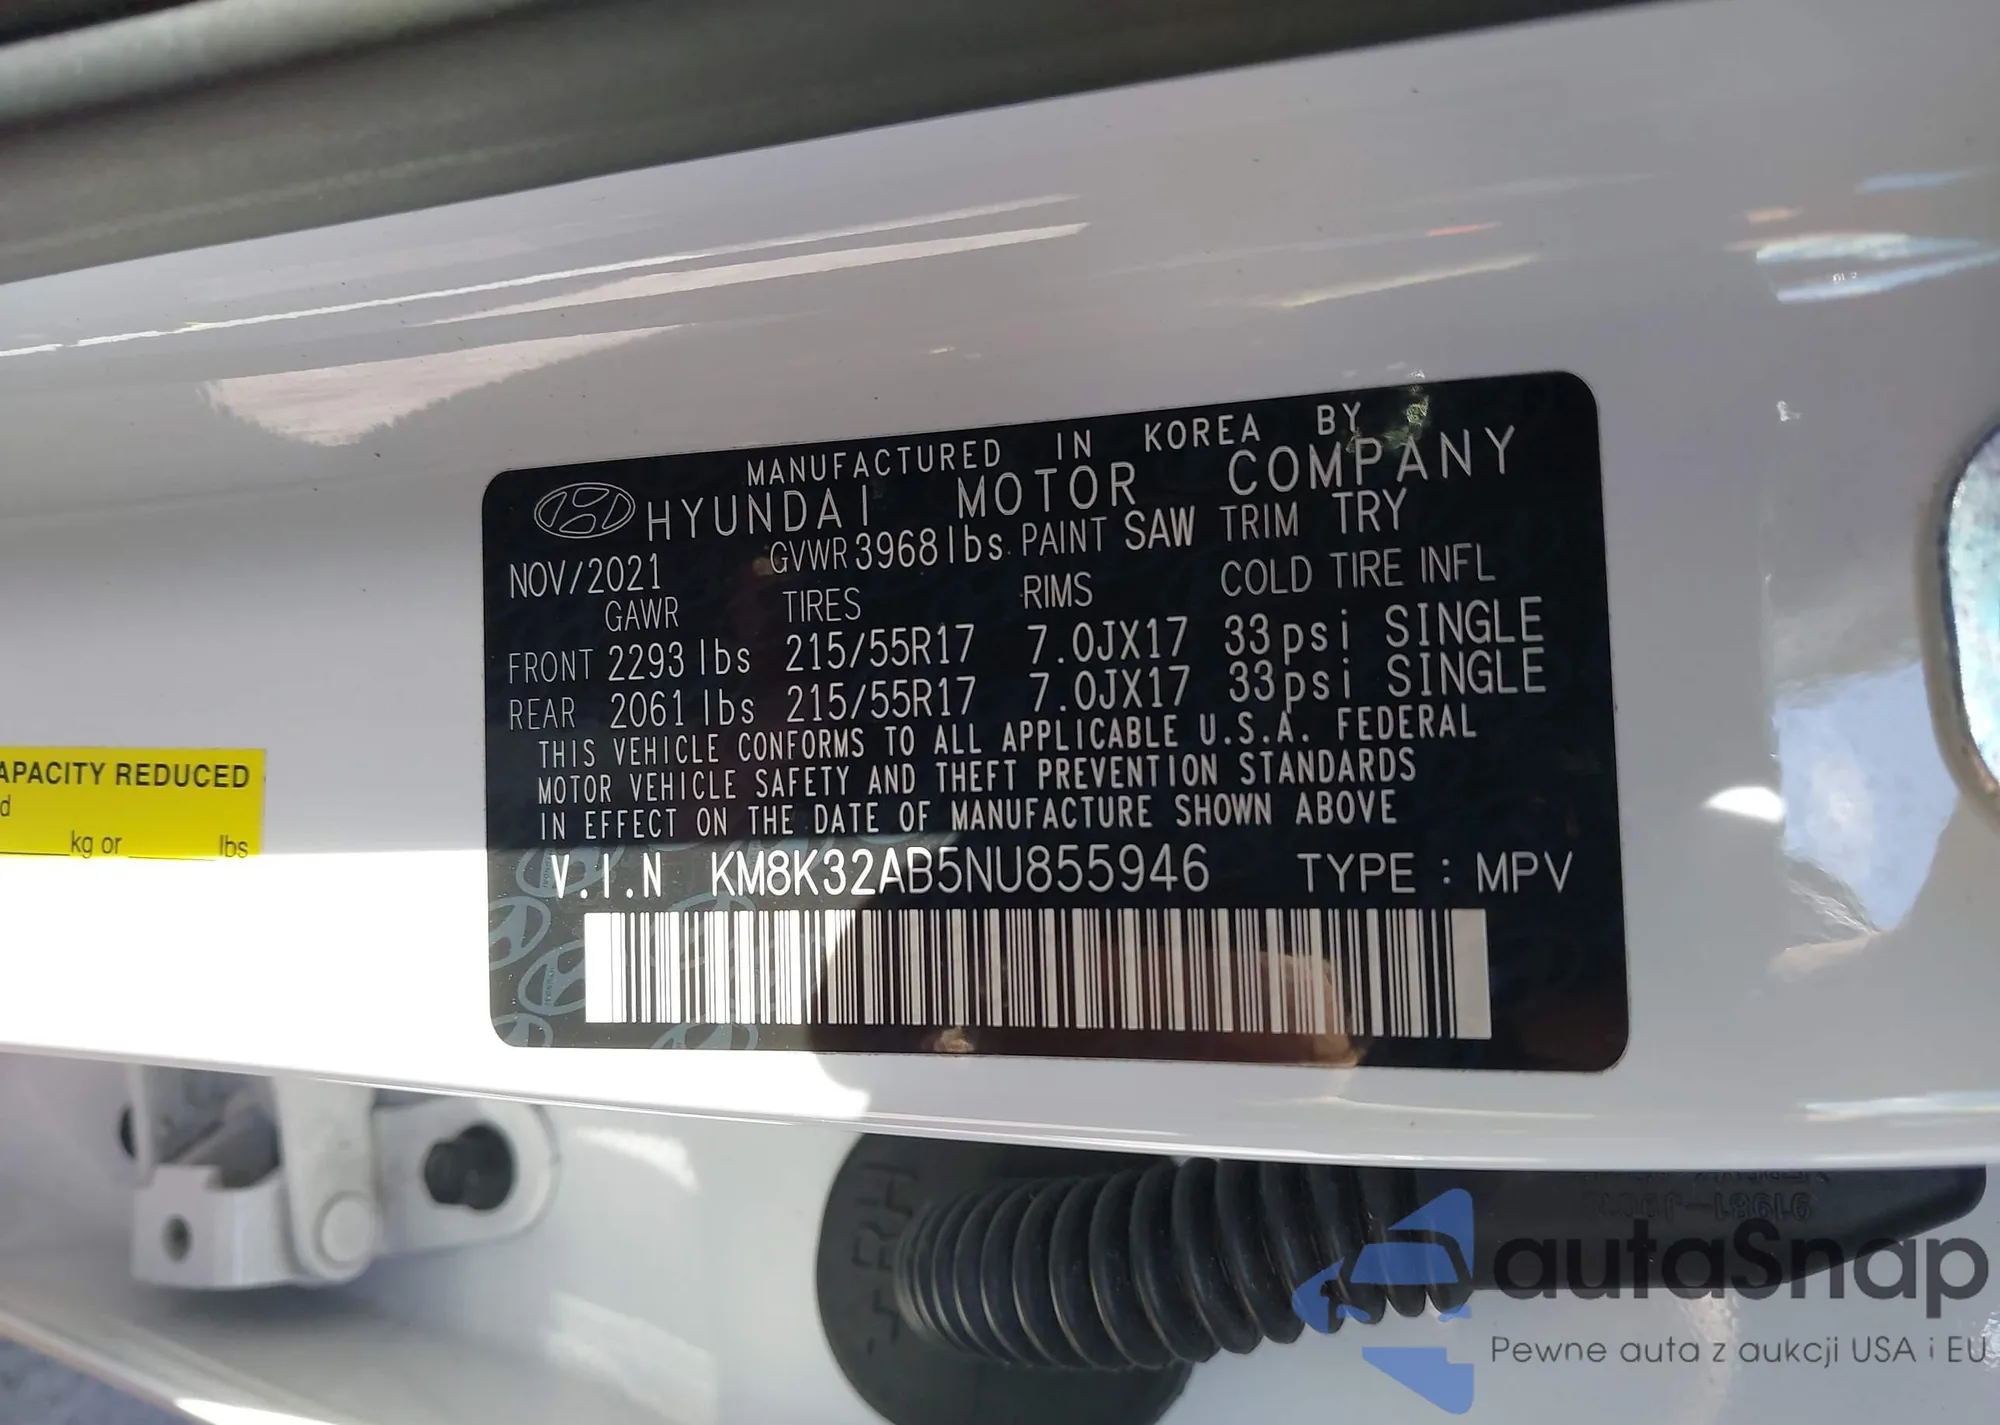 MANUFACTURED IN KOREA BY
HYUNDAI MOTOR COMPANY
NOV/2021 GVWR 3968 lbs PAINT SAW TRIM TRY
GAWR TIRES RIMS COLD TIRE INFL
FRONT 2293 lbs 215/55R17 7.0JX17 33psi SINGLE
REAR 2061 lbs 215/55R17 7.0JX17 33psi SINGLE
THIS VEHICLE CONFORMS TO ALL APPLICABLE U.S.A. FEDERAL
MOTOR VEHICLE SAFETY AND THEFT PREVENTION STANDARDS
IN EFFECT ON THE DATE OF MANUFACTURE SHOWN ABOVE
V.I.N KM8K32AB5NU855946 TYPE : MPV
APACITY REDUCED
d
kg or lbs
RH
autaSnap
Pewne auta z aukcji USA i EU